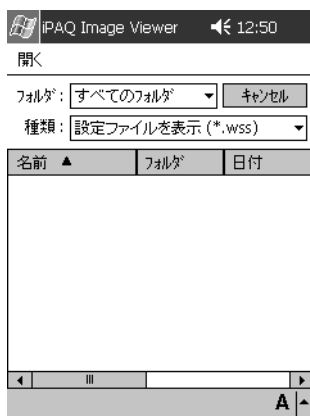 iPAQ Image Viewer 12:50
開く
ﾌｫﾙﾀﾞ: すべてのﾌｫﾙﾀﾞ ｷｬﾝｾﾙ
種類: 設定ファイルを表示 (*.wss)
名前 ▲ ﾌｫﾙﾀﾞ 日付
A